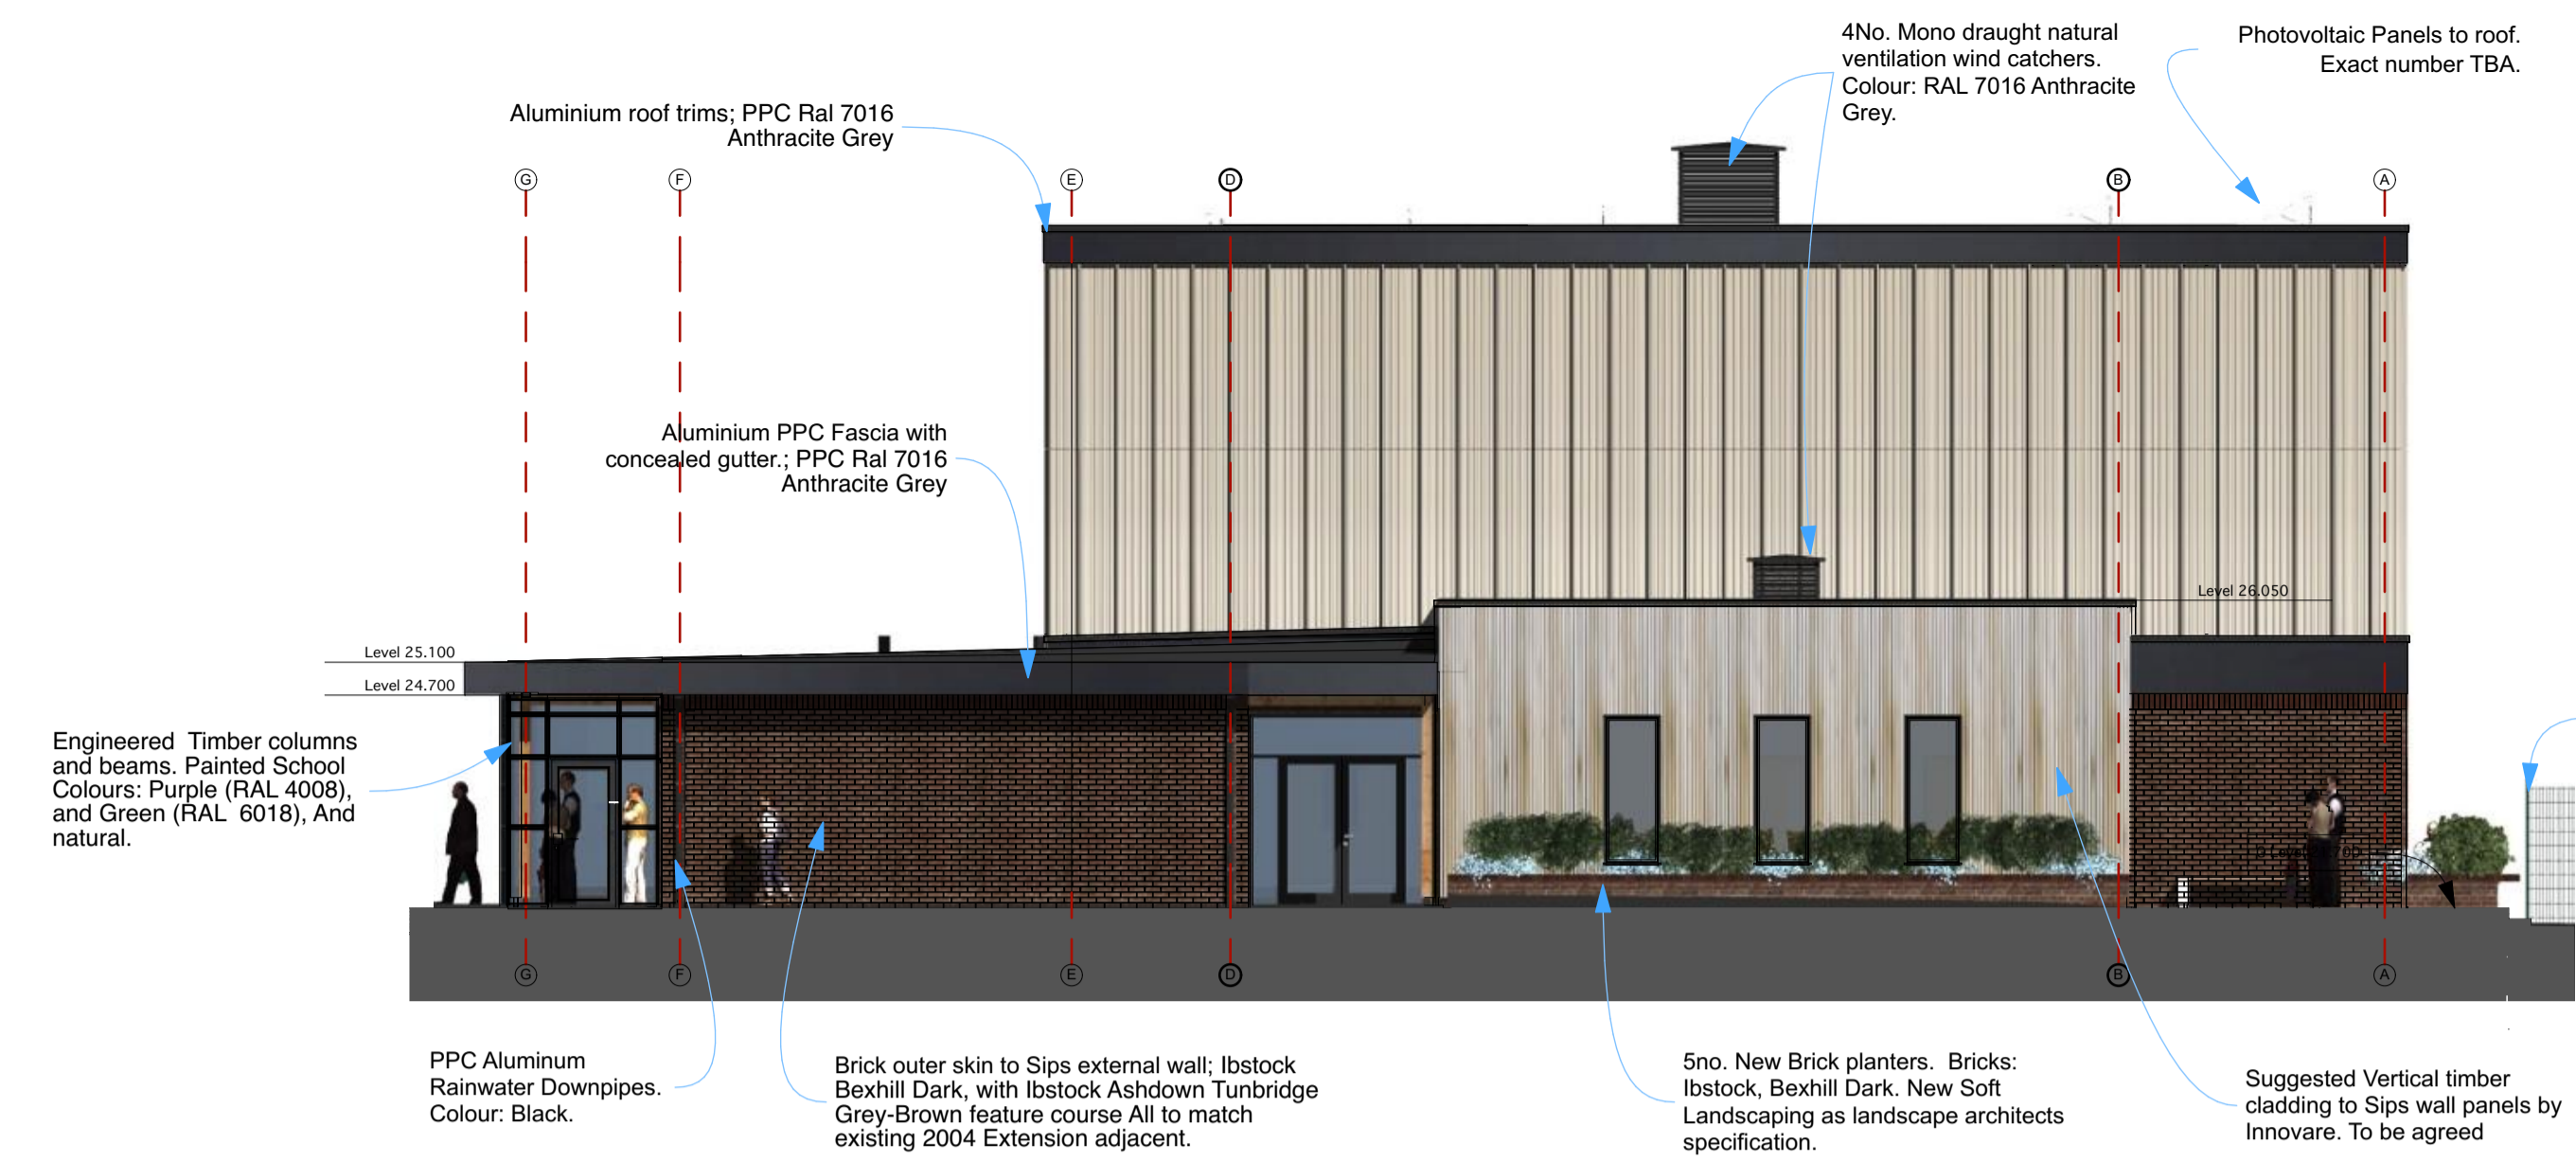 4No. Mono draught natural
ventilation wind catchers.
Colour: RAL 7016 Anthracite
Grey.
Photovoltaic Panels to roof.
Exact number TBA.
Aluminium roof trims; PPC Ral 7016
Anthracite Grey
G
F
E
D
B
A
Aluminium PPC Fascia with
concealed gutter.; PPC Ral 7016
Anthracite Grey
Level 26.050
Level 25.100
Level 24.700
Engineered Timber columns
and beams. Painted School
Colours: Purple (RAL 4008),
and Green (RAL 6018), And
natural.
G
F
E
D
B
A
PPC Aluminum
Rainwater Downpipes.
Colour: Black.
Brick outer skin to Sips external wall; Ibstock
Bexhill Dark, with Ibstock Ashdown Tunbridge
Grey-Brown feature course All to match
existing 2004 Extension adjacent.
5no. New Brick planters. Bricks:
Ibstock, Bexhill Dark. New Soft
Landscaping as landscape architects
specification.
Suggested Vertical timber
cladding to Sips wall panels by
Innovare. To be agreed